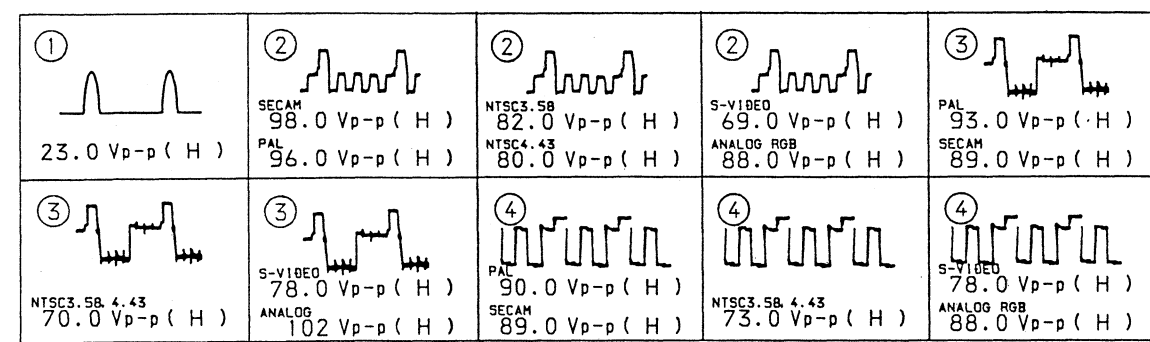 ①
23.0 Vp-p ( H )
②
SECAM
98.0 Vp-p ( H )
PAL
96.0 Vp-p ( H )
②
NTSC3.58
82.0 Vp-p ( H )
NTSC4.43
80.0 Vp-p ( H )
②
S-VIDEO
69.0 Vp-p ( H )
ANALOG RGB
88.0 Vp-p ( H )
③
PAL
93.0 Vp-p ( H )
SECAM
89.0 Vp-p ( H )
③
NTSC3.58, 4.43
70.0 Vp-p ( H )
③
S-VIDEO
78.0 Vp-p ( H )
ANALOG
102 Vp-p ( H )
④
PAL
90.0 Vp-p ( H )
SECAM
89.0 Vp-p ( H )
④
NTSC3.58, 4.43
73.0 Vp-p ( H )
④
S-VIDEO
78.0 Vp-p ( H )
ANALOG RGB
88.0 Vp-p ( H )